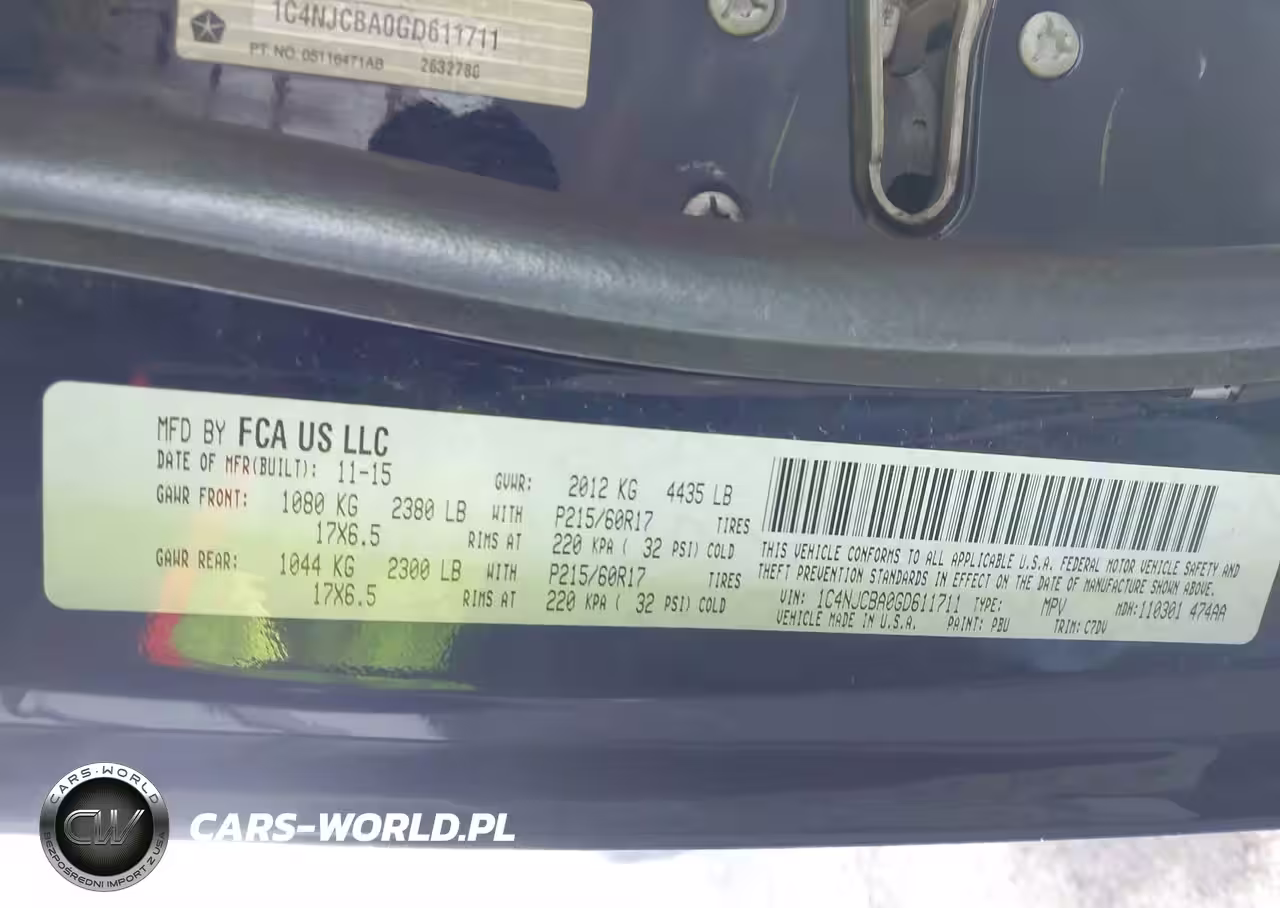 1C4NJCBA0GD611711
PT. NO. 05116471AB 2632780
MFD BY FCA US LLC
DATE OF MFR(BUILT): 11-15
GVWR: 2012 KG 4435 LB
GAWR FRONT: 1080 KG 2380 LB WITH P215/60R17 TIRES
17X6.5 RIMS AT 220 KPA ( 32 PSI) COLD
GAWR REAR: 1044 KG 2300 LB WITH P215/60R17 TIRES
17X6.5 RIMS AT 220 KPA ( 32 PSI) COLD
THIS VEHICLE CONFORMS TO ALL APPLICABLE U.S.A. FEDERAL MOTOR VEHICLE SAFETY AND
THEFT PREVENTION STANDARDS IN EFFECT ON THE DATE OF MANUFACTURE SHOWN ABOVE.
VIN: 1C4NJCBA0GD611711 TYPE: MPV MDH:110301 474AA
VEHICLE MADE IN U.S.A. PAINT: PBU TRIM: C7DV
CARS-WORLD
CW
BEZPOŚREDNI IMPORT Z USA
CARS-WORLD.PL